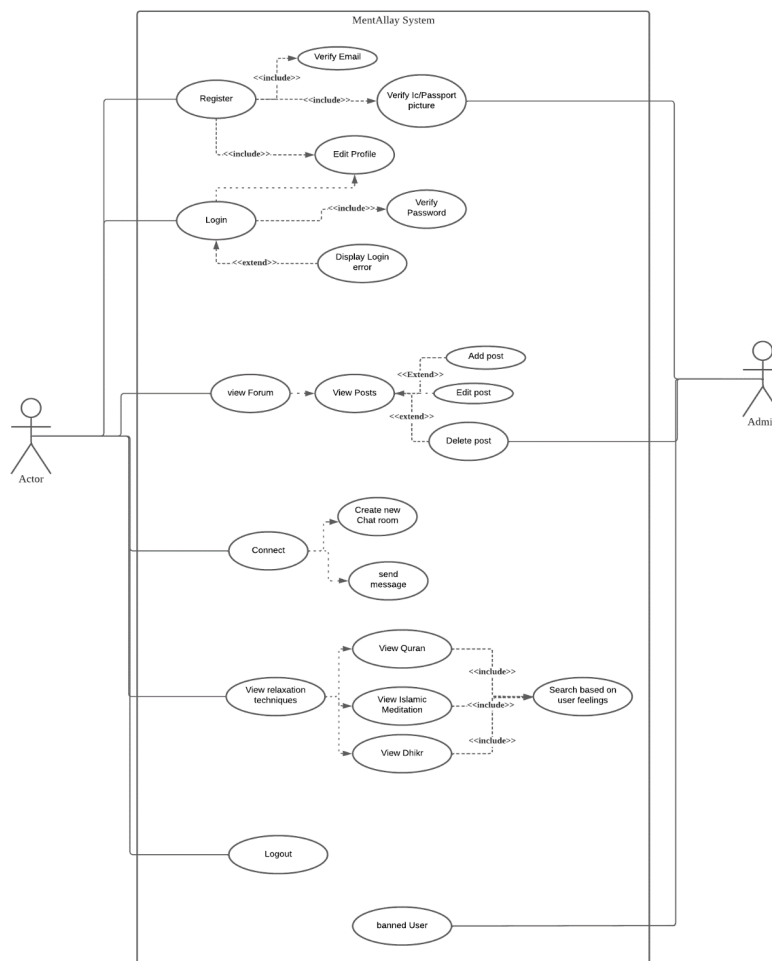 MentAllay System
Verify Email
<<include>>
Register
<<include>>
Verify Ic/Passport
picture
<<include>>
Edit Profile
Login
<<include>>
Verify
Password
<<extend>>
Display Login
error
Add post
<<Extend>>
view Forum
View Posts
Edit post
<<extend>>
Delete post
Actor
Admi
Create new
Chat room
Connect
send
message
View Quran
<<include>>
View relaxation
techniques
View Islamic
Meditation
<<include>>
Search based on
user feelings
<<include>>
View Dhikr
Logout
banned User